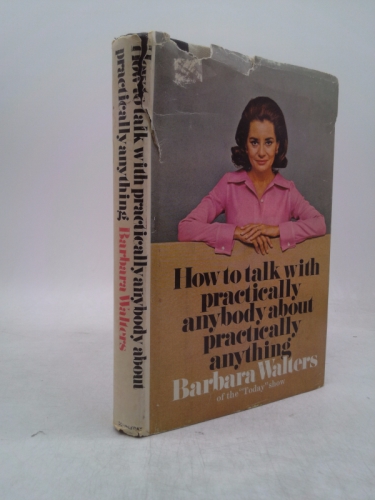 How to talk with practically anybody about
practically anything Barbara Walters
How to talk with
practically
anybody about
practically
anything
Barbara Walters
of the "Today" show